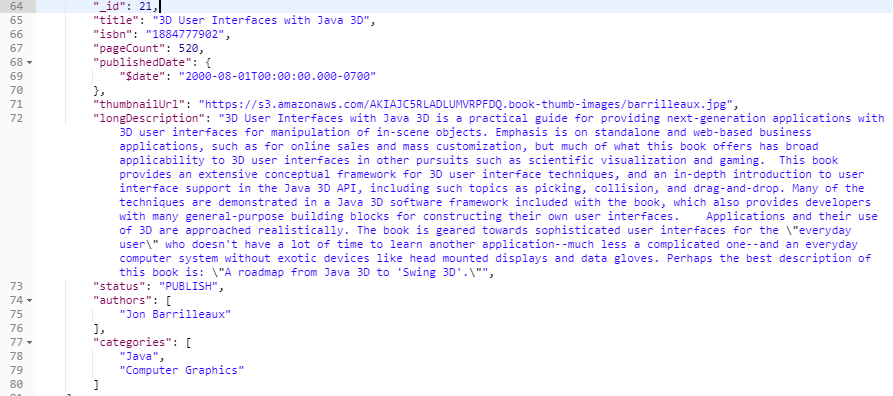 64 "_id": 21,
65 "title": "3D User Interfaces with Java 3D",
66 "isbn": "1884777902",
67 "pageCount": 520,
68 "publishedDate": {
69 "$date": "2000-08-01T00:00:00.000-0700"
70 },
71 "thumbnailUrl": "https://s3.amazonaws.com/AKIAJC5RLADLUMVRPFDQ.book-thumb-images/barrilleaux.jpg",
72 "longDescription": "3D User Interfaces with Java 3D is a practical guide for providing next-generation applications with
3D user interfaces for manipulation of in-scene objects. Emphasis is on standalone and web-based business
applications, such as for online sales and mass customization, but much of what this book offers has broad
applicability to 3D user interfaces in other pursuits such as scientific visualization and gaming.  This book
provides an extensive conceptual framework for 3D user interface techniques, and an in-depth introduction to user
interface support in the Java 3D API, including such topics as picking, collision, and drag-and-drop. Many of the
techniques are demonstrated in a Java 3D software framework included with the book, which also provides developers
with many general-purpose building blocks for constructing their own user interfaces.    Applications and their use
of 3D are approached realistically. The book is geared towards sophisticated user interfaces for the \"everyday
user\" who doesn't have a lot of time to learn another application--much less a complicated one--and an everyday
computer system without exotic devices like head mounted displays and data gloves. Perhaps the best description of
this book is: \"A roadmap from Java 3D to 'Swing 3D'.\"",
73 "status": "PUBLISH",
74 "authors": [
75 "Jon Barrilleaux"
76 ],
77 "categories": [
78 "Java",
79 "Computer Graphics"
80 ]